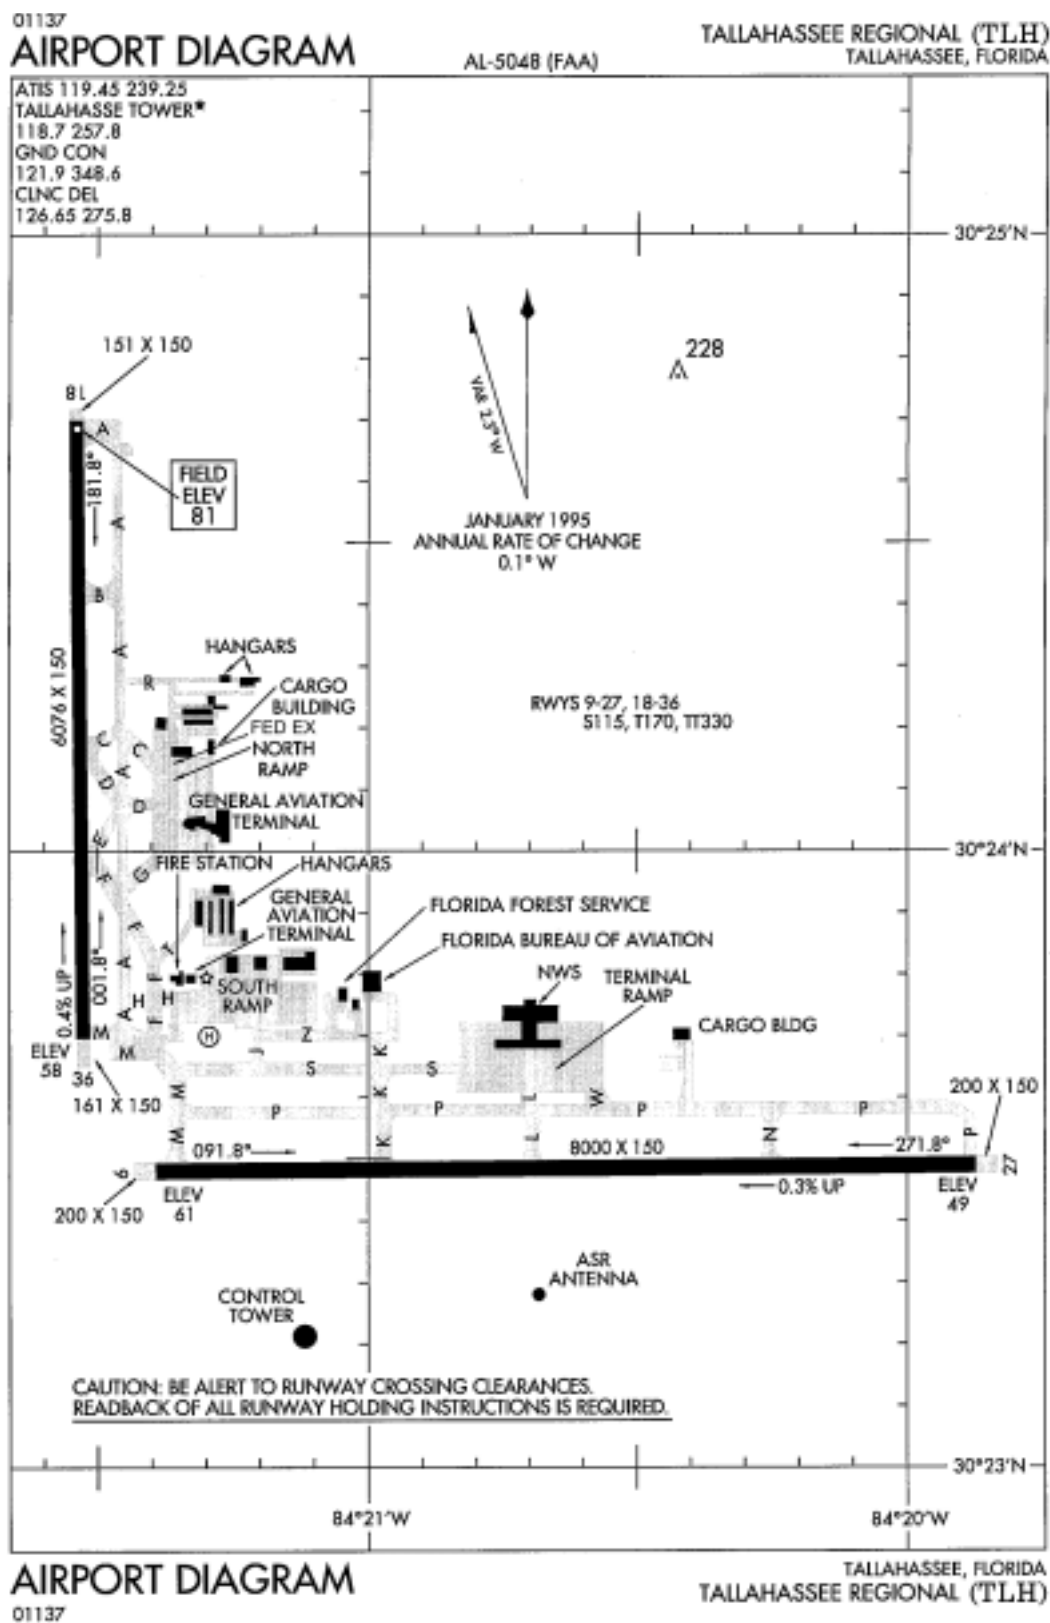 01137
AIRPORT DIAGRAM
AL-5048 (FAA)
TALLAHASSEE REGIONAL (TLH)
TALLAHASSEE, FLORIDA
ATIS 119.45 239.25
TALLAHASSE TOWER*
118.7 257.8
GND CON
121.9 348.6
CLNC DEL
126.65 275.8
30°25'N
151 X 150
228
18
VAR 2.5° W
A
181.8°
FIELD
ELEV
81
JANUARY 1995
ANNUAL RATE OF CHANGE
0.1° W
A
B
A
HANGARS
R
6076 X 150
CARGO
BUILDING
FED EX
NORTH
RAMP
RWYS 9-27, 18-36
S115, T170, TT330
C
C
A
D
D
GENERAL AVIATION
TERMINAL
E
30°24'N
FIRE STATION
HANGARS
F
G
GENERAL
AVIATION
TERMINAL
FLORIDA FOREST SERVICE
F
FLORIDA BUREAU OF AVIATION
0.4% UP
001.8°
A
NWS
TERMINAL
RAMP
SOUTH
RAMP
H
H
A
CARGO BLDG
M
H
Z
K
ELEV
58
M
J
S
S
36
161 X 150
M
K
L
W
200 X 150
P
P
P
P
M
K
L
N
P
091.8°
8000 X 150
271.8°
9
27
ELEV
61
0.3% UP
ELEV
49
200 X 150
ASR
ANTENNA
CONTROL
TOWER
CAUTION: BE ALERT TO RUNWAY CROSSING CLEARANCES.
READBACK OF ALL RUNWAY HOLDING INSTRUCTIONS IS REQUIRED.
30°23'N
84°21'W
84°20'W
AIRPORT DIAGRAM
01137
TALLAHASSEE, FLORIDA
TALLAHASSEE REGIONAL (TLH)